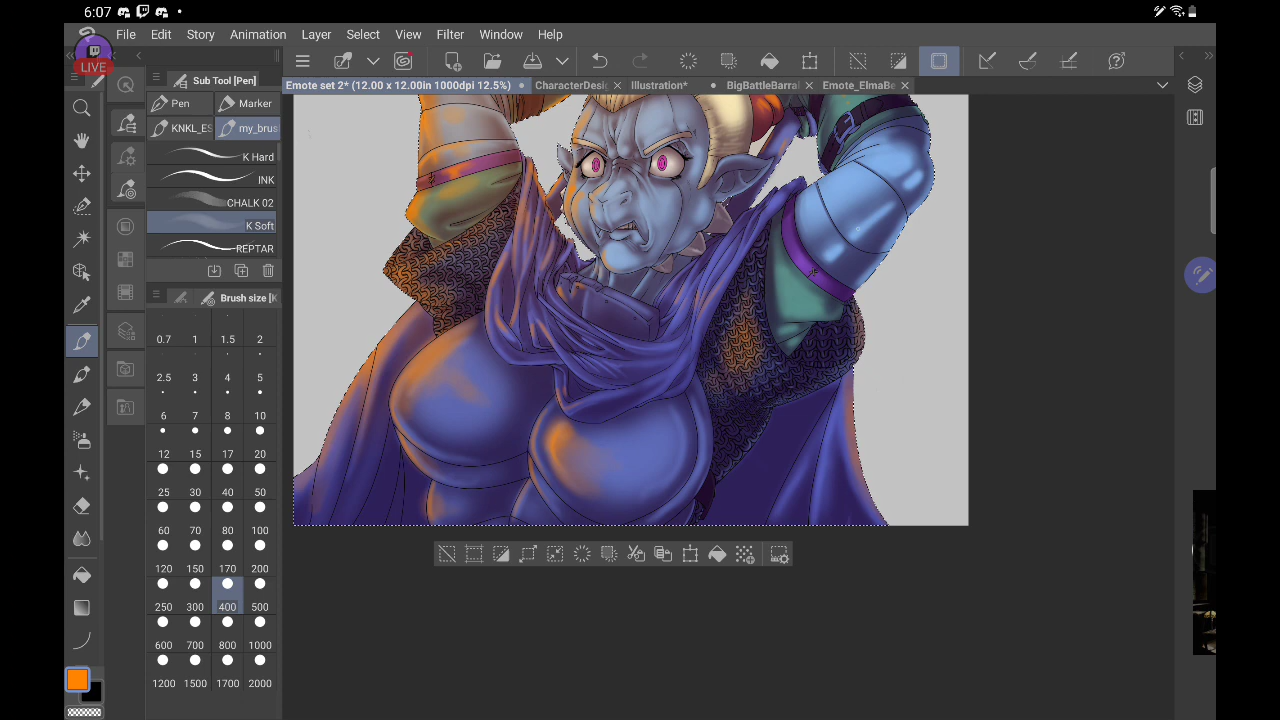 6:07
File Edit Story Animation Layer Select View Filter Window Help
LIVE
Sub Tool [Pen]
Emote set 2* (12.00 x 12.00in 1000dpi 12.5%) CharacterDesi Illustration* BigBattleBarra Emote_ElmaBe
Pen Marker
KNKL_ES my_brus
K Hard
INK
CHALK 02
K Soft
REPTAR
Brush size [K
0.7 1 1.5 2
2.5 3 4 5
6 7 8 10
12 15 17 20
25 30 40 50
60 70 80 100
120 150 170 200
250 300 400 500
600 700 800 1000
1200 1500 1700 2000